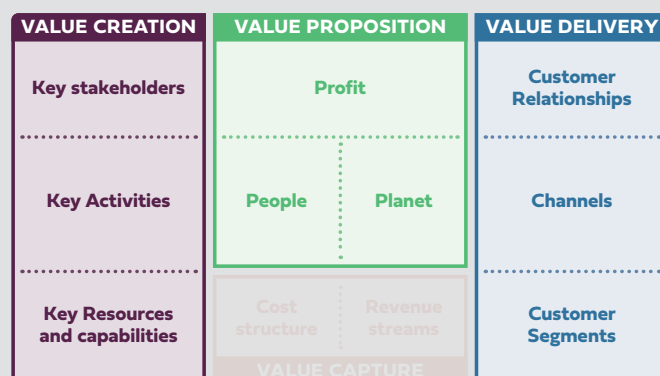 VALUE CREATION
Key stakeholders
Key Activities
Key Resources
and capabilities
VALUE PROPOSITION
Profit
People
Planet
Cost
structure
Revenue
streams
VALUE CAPTURE
VALUE DELIVERY
Customer
Relationships
Channels
Customer
Segments